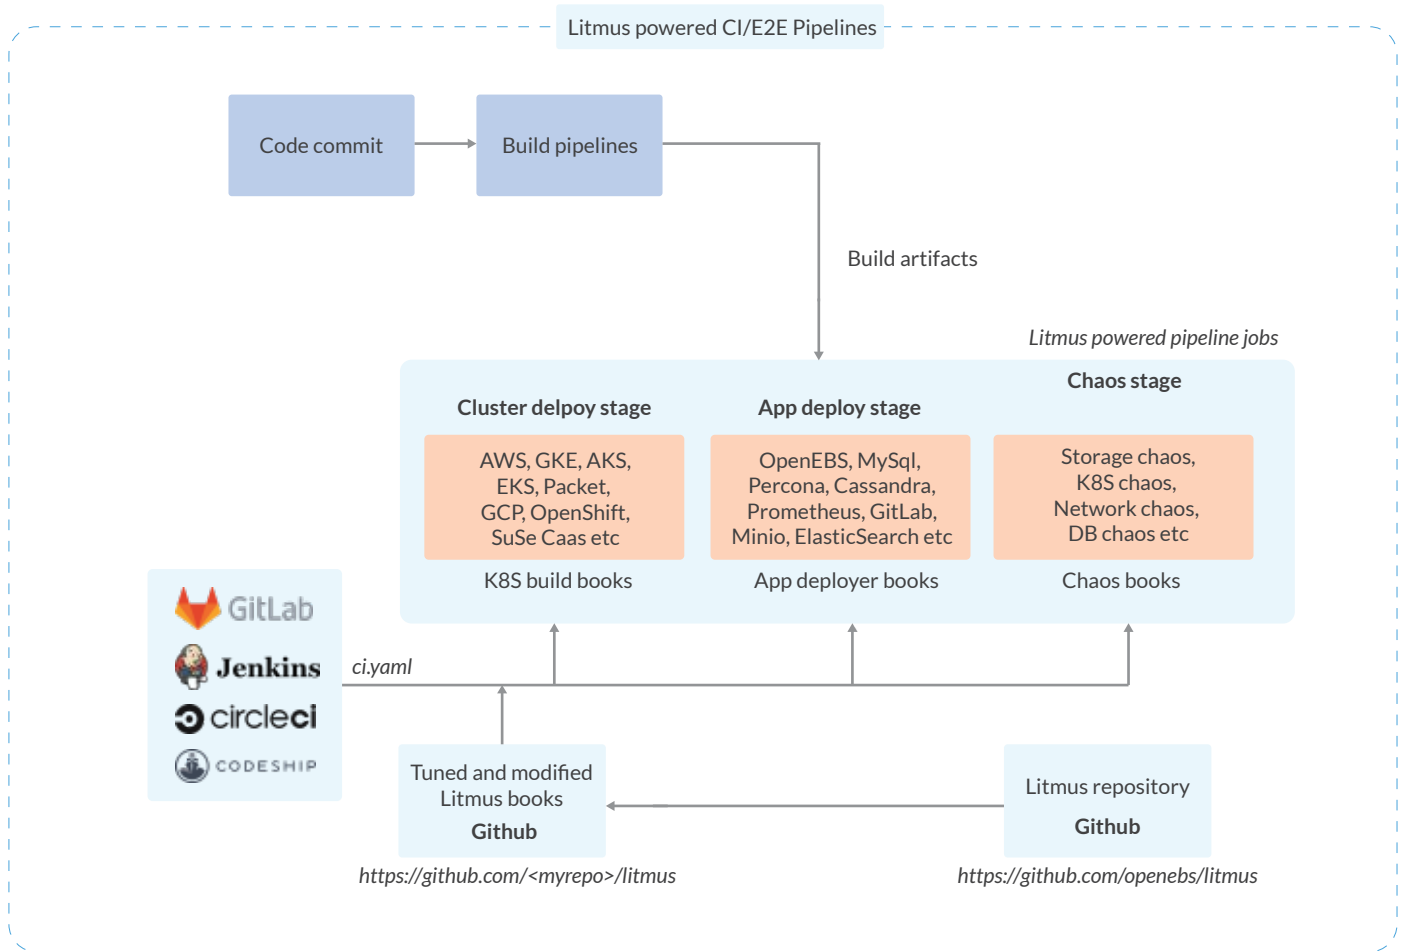 Litmus powered CI/E2E Pipelines
Code commit
Build pipelines
Build artifacts
Litmus powered pipeline jobs
Cluster delpoy stage
AWS, GKE, AKS,
EKS, Packet,
GCP, OpenShift,
SuSe Caas etc
K8S build books
App deploy stage
OpenEBS, MySql,
Percona, Cassandra,
Prometheus, GitLab,
Minio, ElasticSearch etc
App deployer books
Chaos stage
Storage chaos,
K8S chaos,
Network chaos,
DB chaos etc
Chaos books
GitLab
Jenkins
circleci
CODESHIP
ci.yaml
Tuned and modified
Litmus books
Github
https://github.com/<myrepo>/litmus
Litmus repository
Github
https://github.com/openebs/litmus